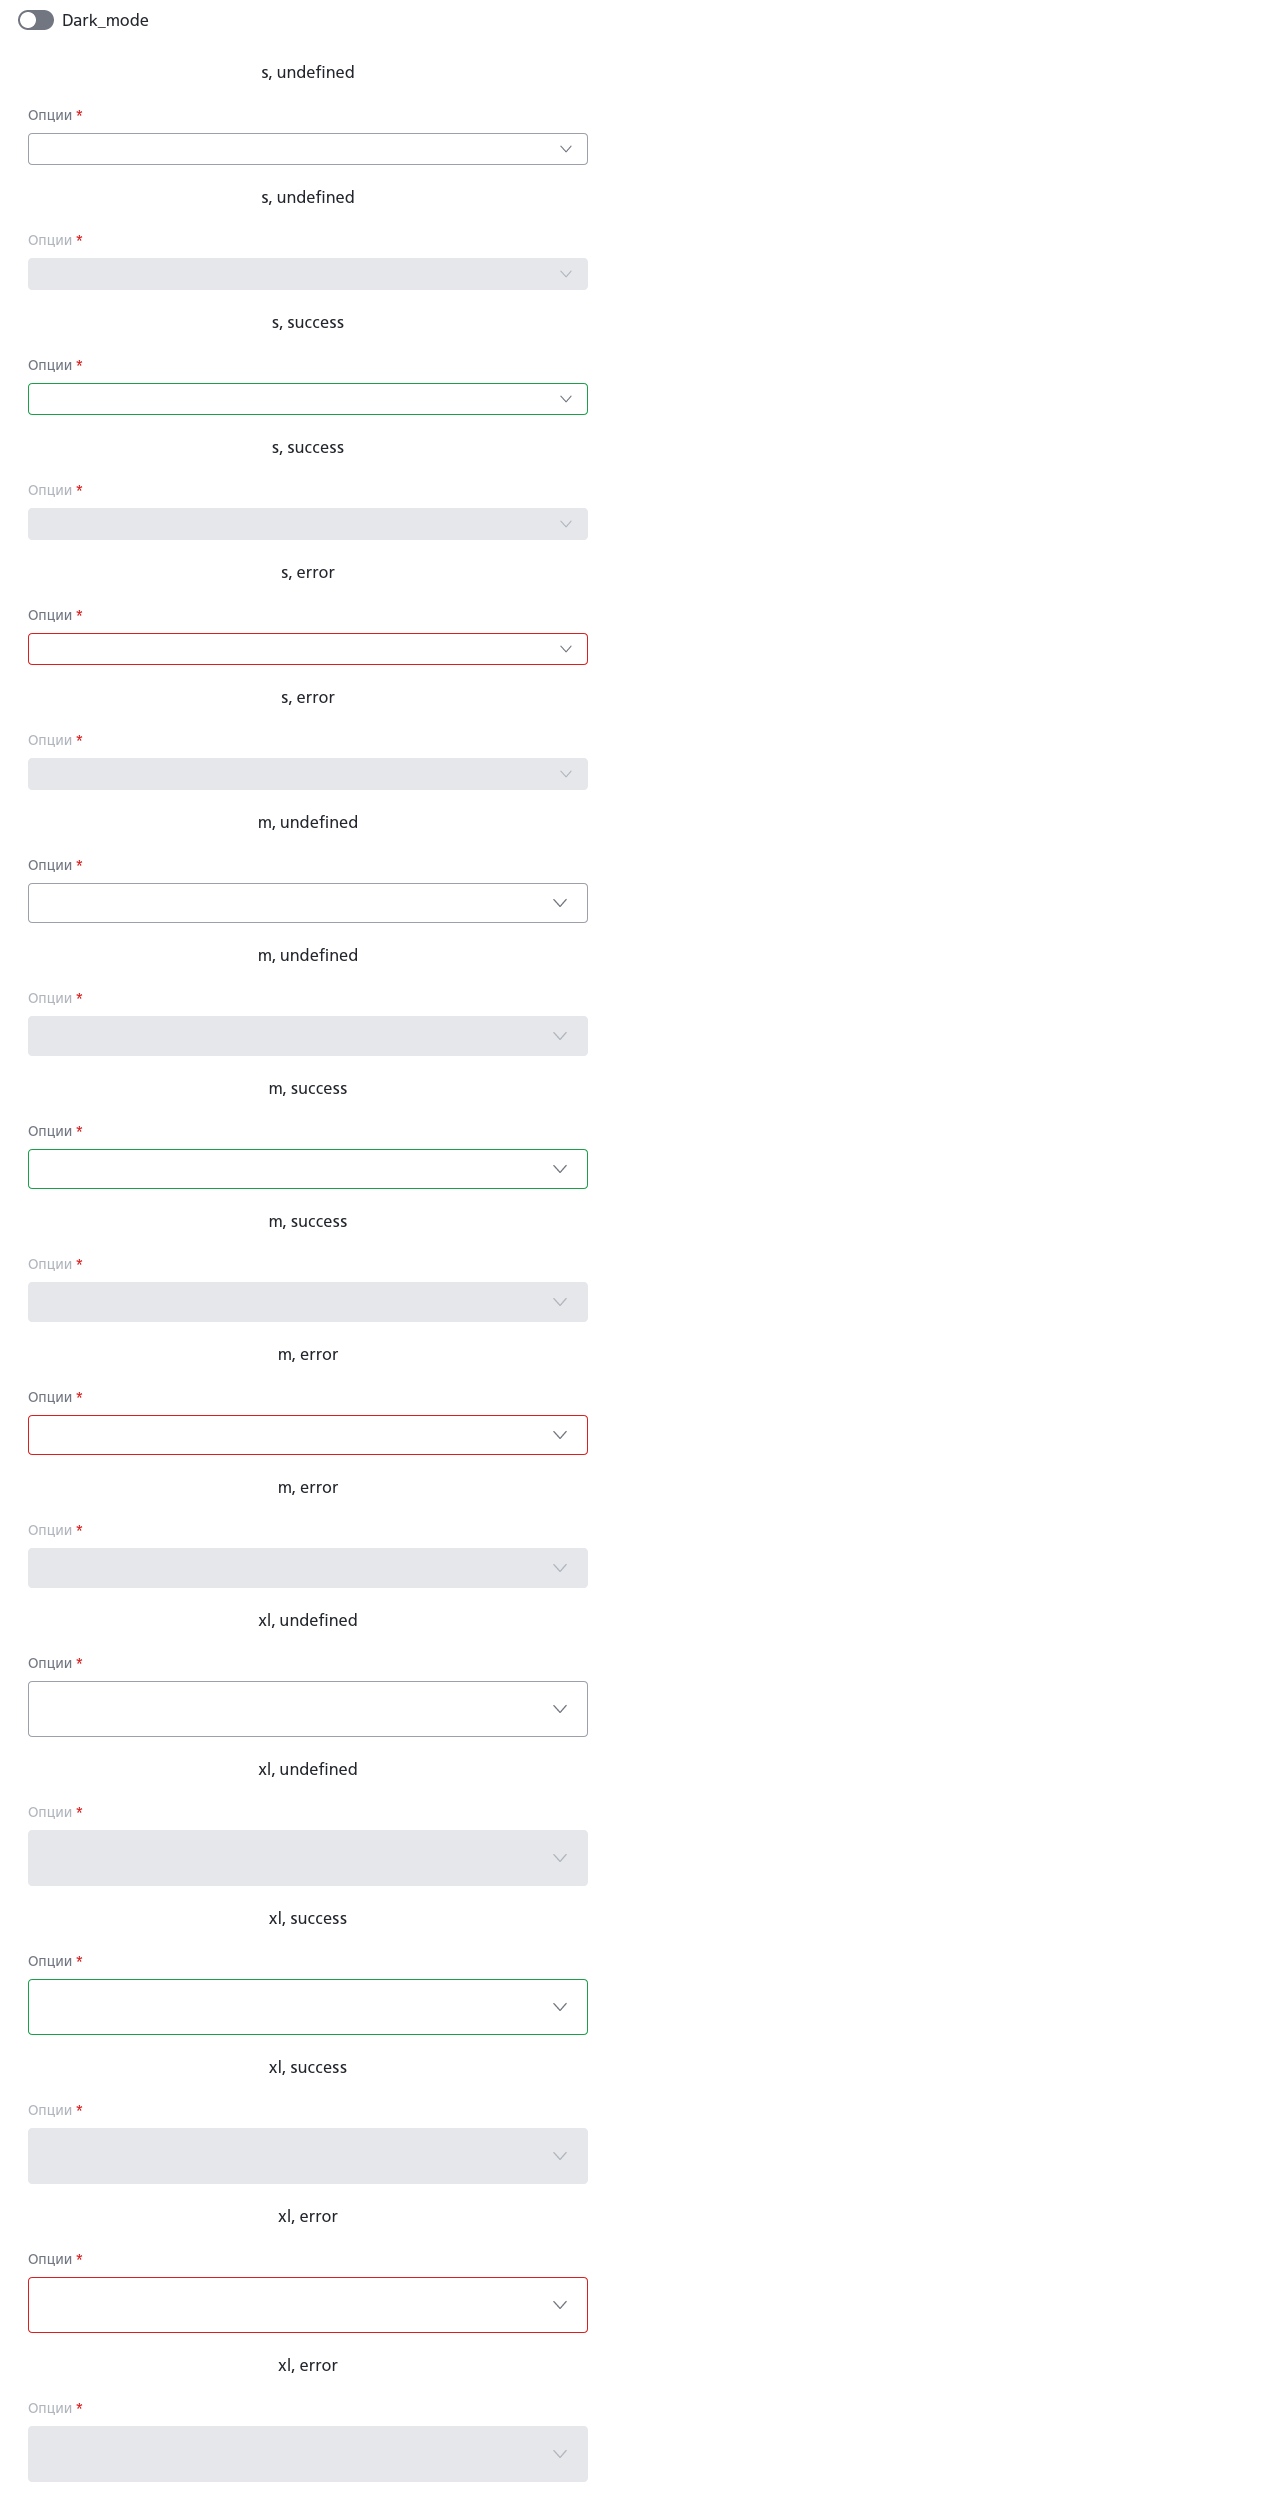 Dark_mode
s, undefined
Опции *
s, undefined
Опции *
s, success
Опции *
s, success
Опции *
s, error
Опции *
s, error
Опции *
m, undefined
Опции *
m, undefined
Опции *
m, success
Опции *
m, success
Опции *
m, error
Опции *
m, error
Опции *
xl, undefined
Опции *
xl, undefined
Опции *
xl, success
Опции *
xl, success
Опции *
xl, error
Опции *
xl, error
Опции *